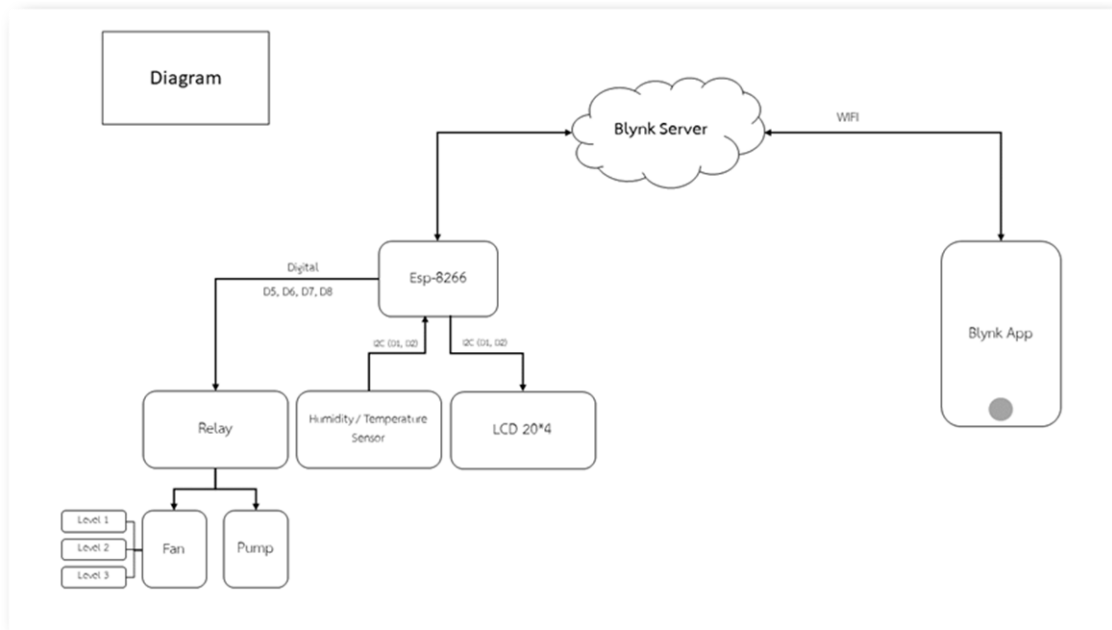 Diagram
Blynk Server
WIFI
Esp-8266
Digital
D5, D6, D7, D8
I2C (D1, D2)
I2C (D1, D2)
Blynk App
Relay
Humidity / Temperature
Sensor
LCD 20*4
Level 1
Level 2
Level 3
Fan
Pump